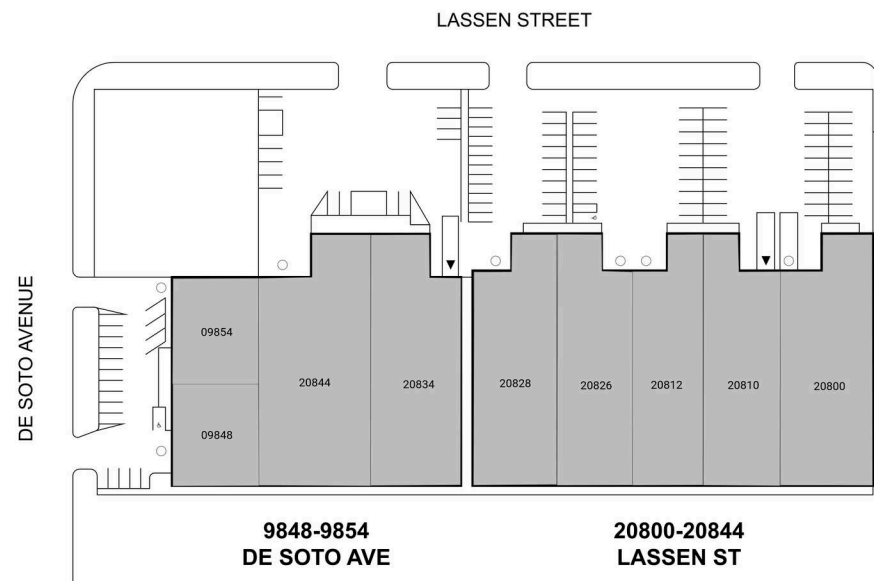 LASSEN STREET
DE SOTO AVENUE
09854
09848
20844
20834
20828
20826
20812
20810
20800
9848-9854
DE SOTO AVE
20800-20844
LASSEN ST